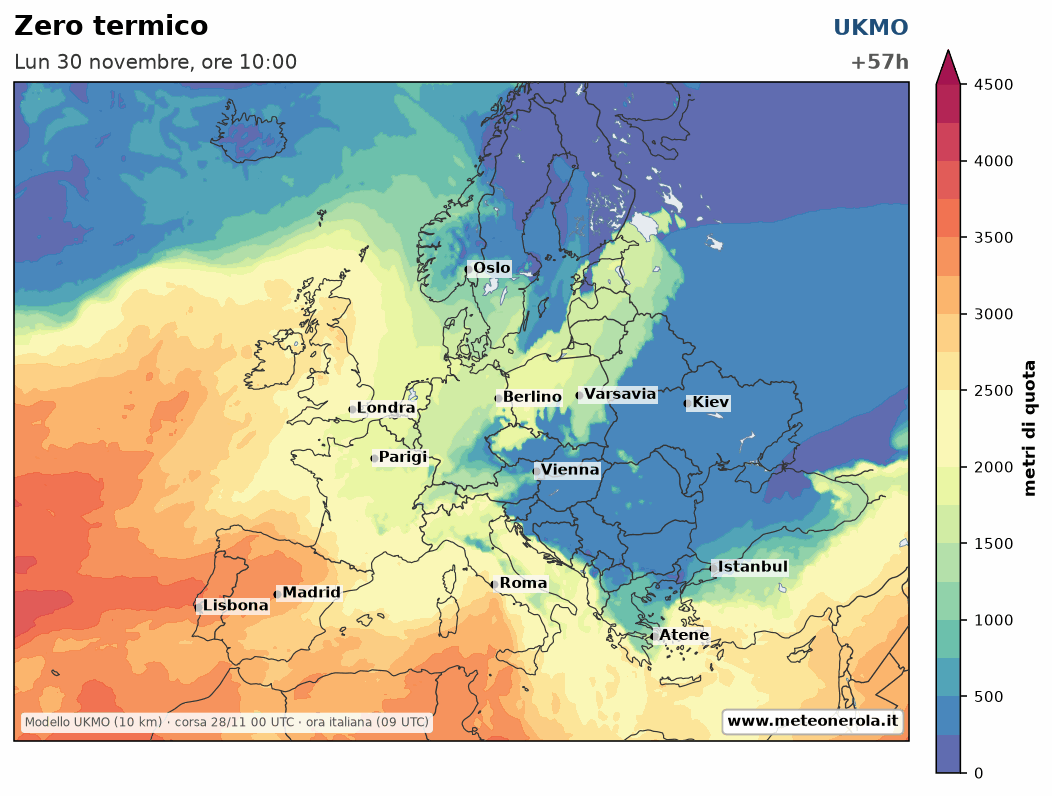 Zero termico
UKMO
Lun 30 novembre, ore 10:00
+57h
Oslo
Londra
Berlino
Varsavia
Kiev
Parigi
Vienna
Istanbul
Roma
Madrid
Lisbona
Atene
Modello UKMO (10 km) · corsa 28/11 00 UTC · ora italiana (09 UTC)
www.meteonerola.it
4500
4000
3500
3000
2500
2000
1500
1000
500
0
metri di quota